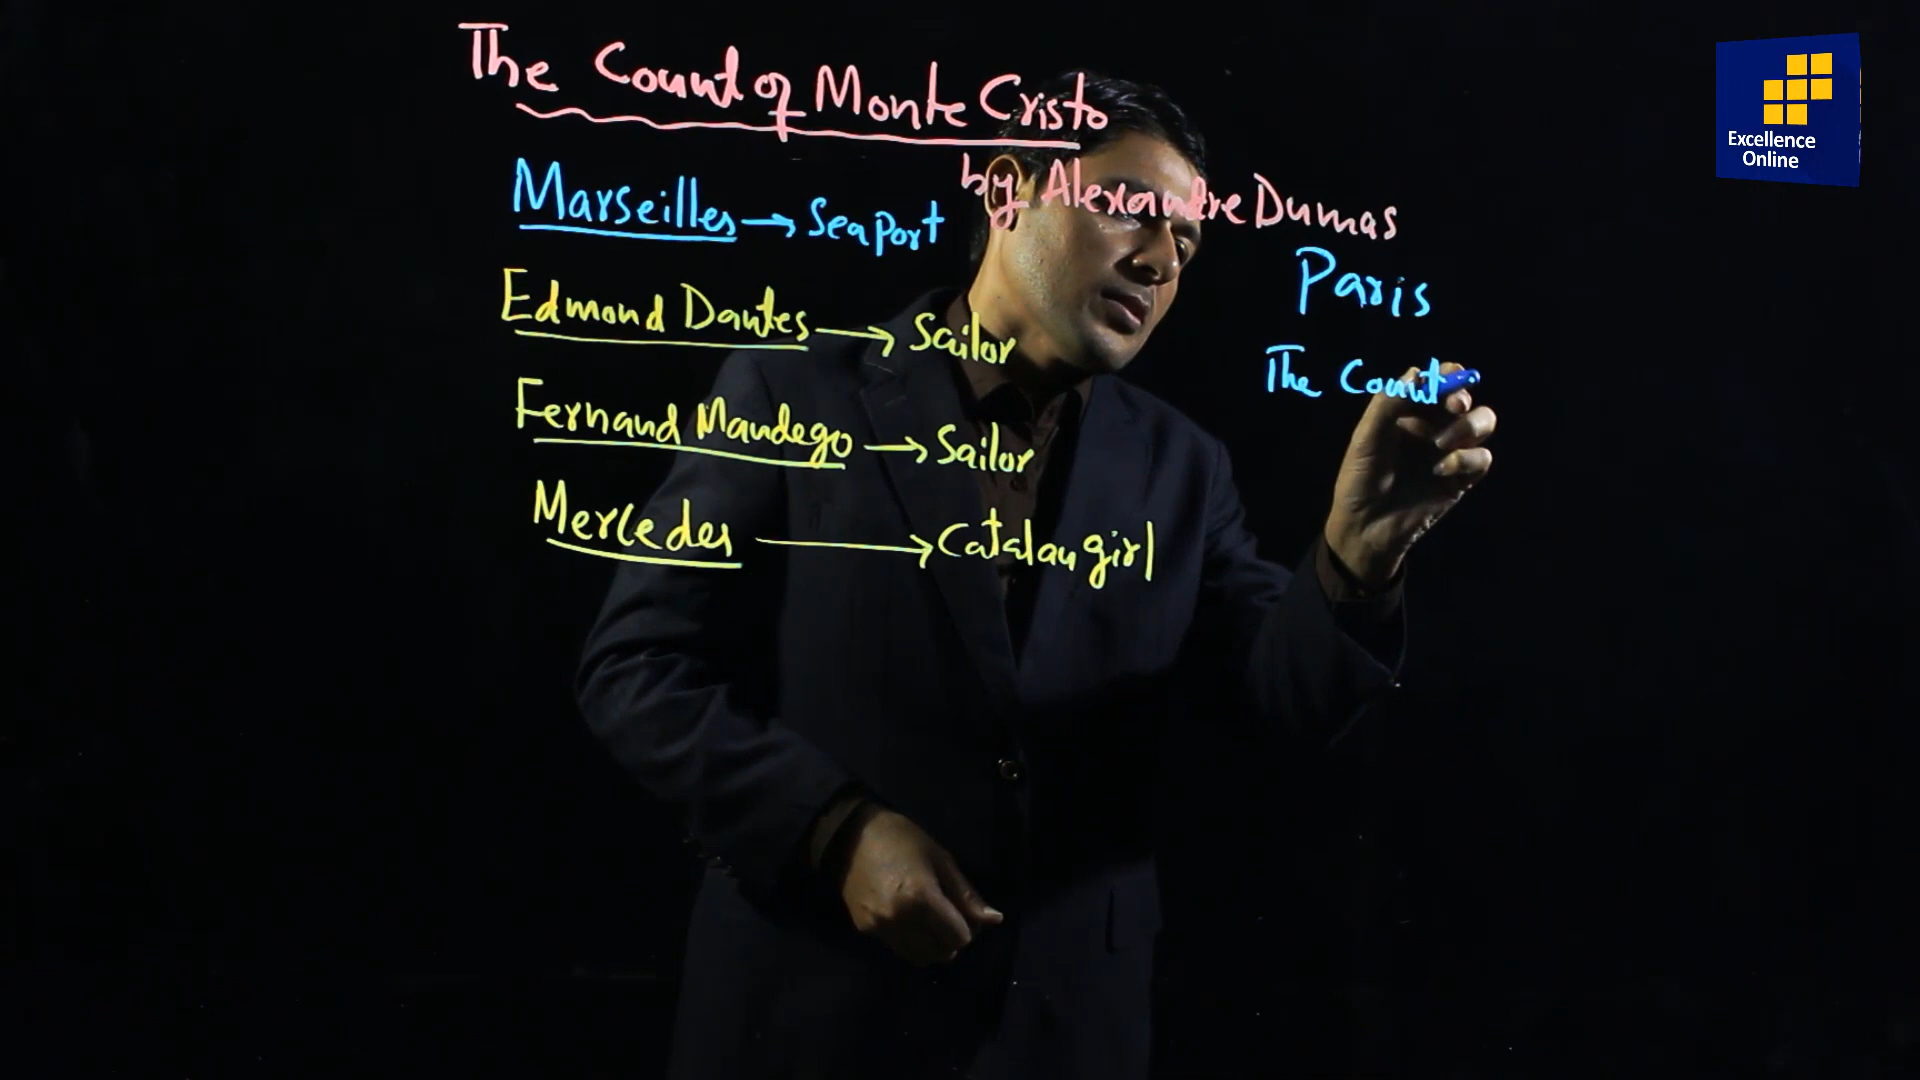 The Count of Monte Cristo
by Alexandre Dumas
Marseilles → Seaport
Edmond Dantes → Sailor
Fernand Mandego → Sailor
Mercedes → Catalan girl
Paris
The Count
Excellence
Online